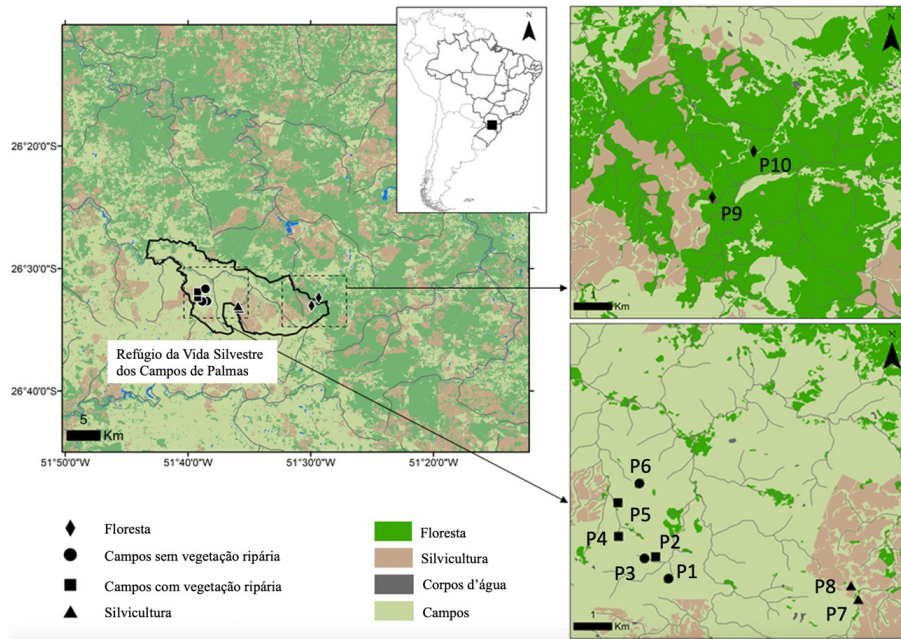 26°20'0"S
26°30'0"S
26°40'0"S
Refúgio da Vida Silvestre
dos Campos de Palmas
5
Km
51°50'0"W
51°40'0"W
51°30'0"W
51°20'0"W
N
N
P10
P9
1
Km
N
P6
P5
P4
P2
P3
P1
P8
P7
1
Km
Floresta
Campos sem vegetação ripária
Campos com vegetação ripária
Silvicultura
Floresta
Silvicultura
Corpos d'água
Campos